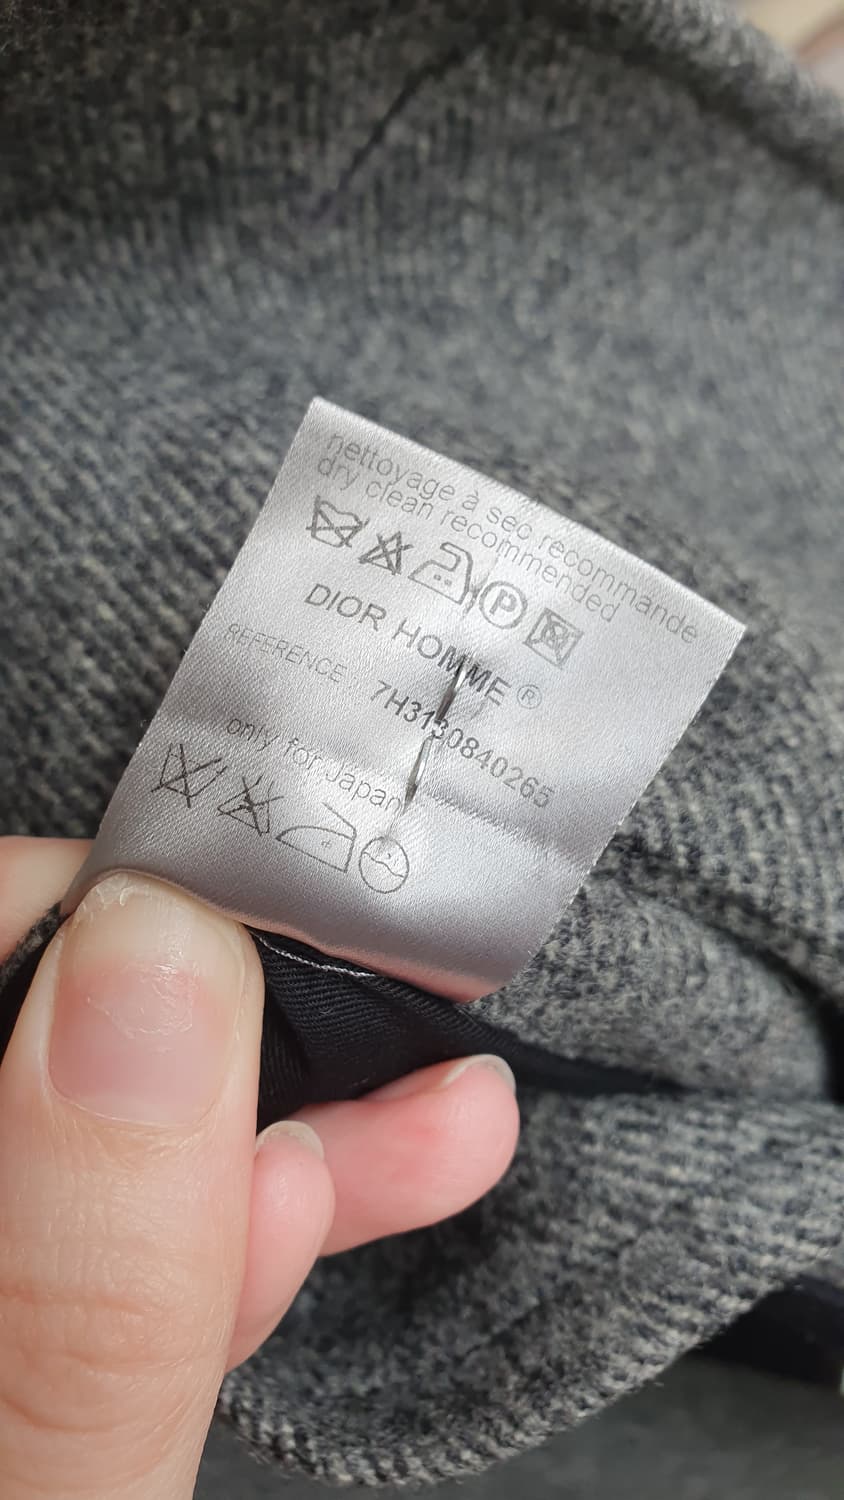 nettoyage à sec recommande
dry clean recommended
P
DIOR HOMME ®
REFERENCE : 7H3130840265
only for Japan